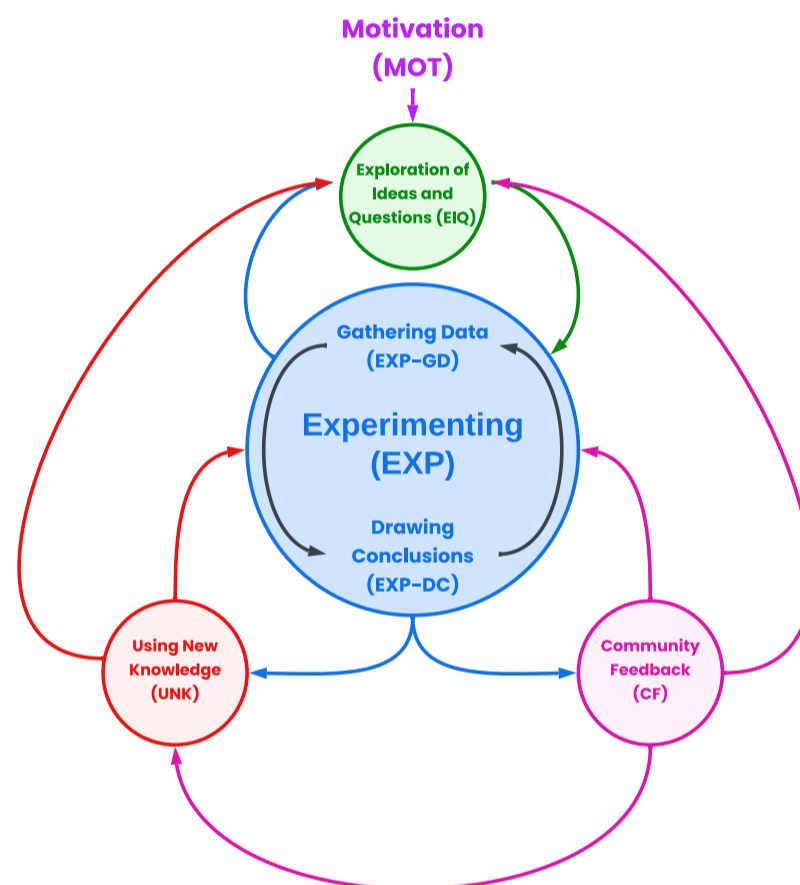 Motivation
(MOT)
Exploration of
Ideas and
Questions (EIQ)
Gathering Data
(EXP-GD)
Experimenting
(EXP)
Drawing
Conclusions
(EXP-DC)
Using New
Knowledge
(UNK)
Community
Feedback
(CF)